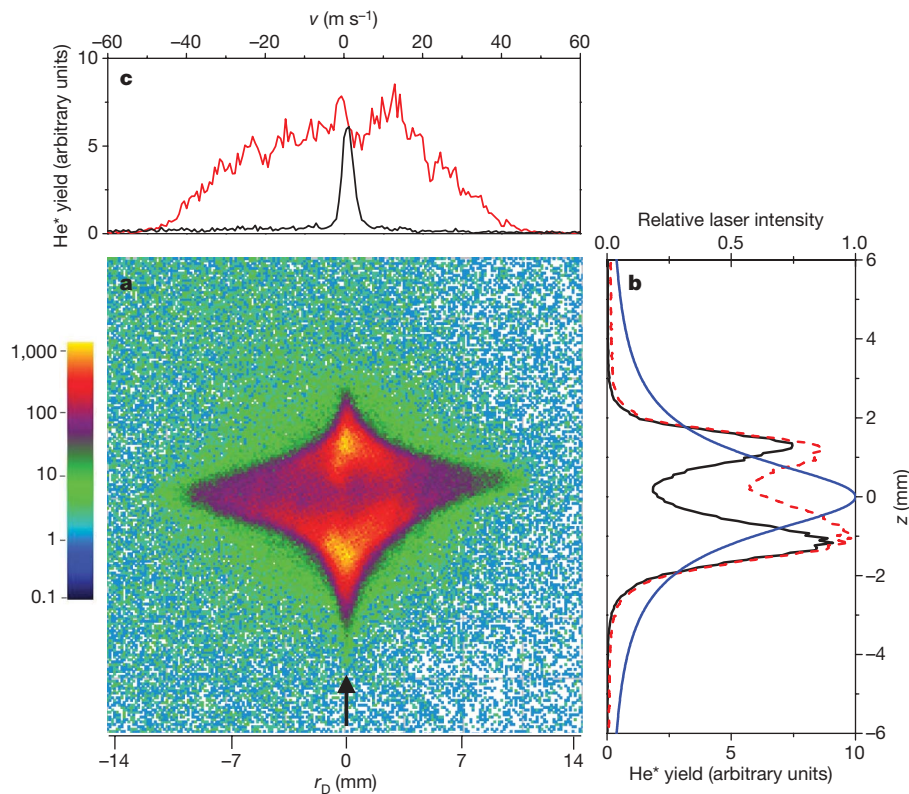 v (m s⁻¹)
−60 −40 −20 0 20 40 60
c
He* yield (arbitrary units)
10
5
0
Relative laser intensity
0.0 0.5 1.0
a
b
1,000
100
10
1
0.1
6
4
2
0
−2
−4
−6
z (mm)
−14 −7 0 7 14
r_D (mm)
0 5 10
He* yield (arbitrary units)